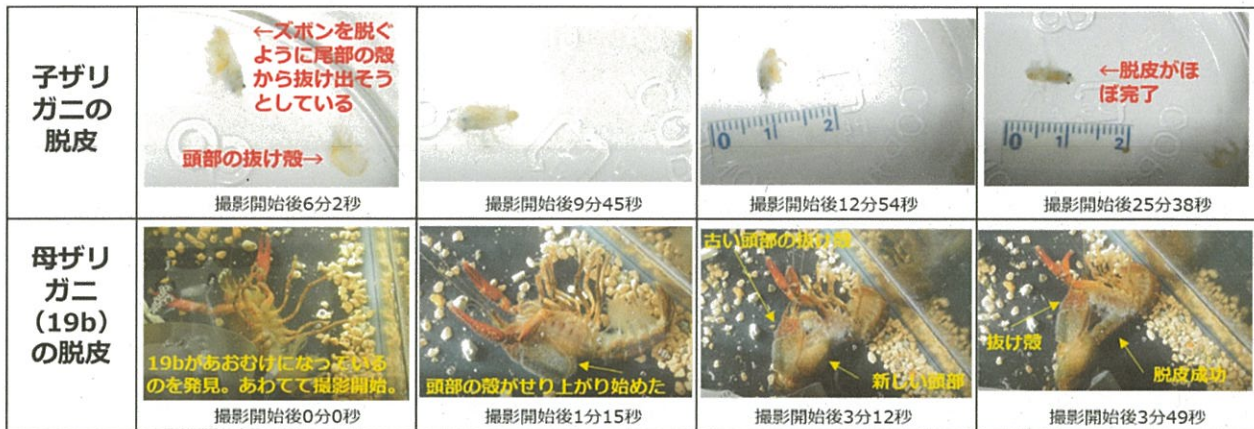 子ザリ
ガニの
脱皮
←ズボンを脱ぐ
ように尾部の殻
から抜け出そう
としている
頭部の抜け殻→
撮影開始後6分2秒
撮影開始後9分45秒
0 1 2
撮影開始後12分54秒
←脱皮がほ
ぼ完了
0 1 2
撮影開始後25分38秒
母ザリ
ガニ
（19b）
の脱皮
19bがあおむけになっている
のを発見。あわてて撮影開始。
撮影開始後0分0秒
頭部の殻がせり上がり始めた
撮影開始後1分15秒
古い頭部の抜け殻
新しい頭部
撮影開始後3分12秒
抜け殻
脱皮成功
撮影開始後3分49秒